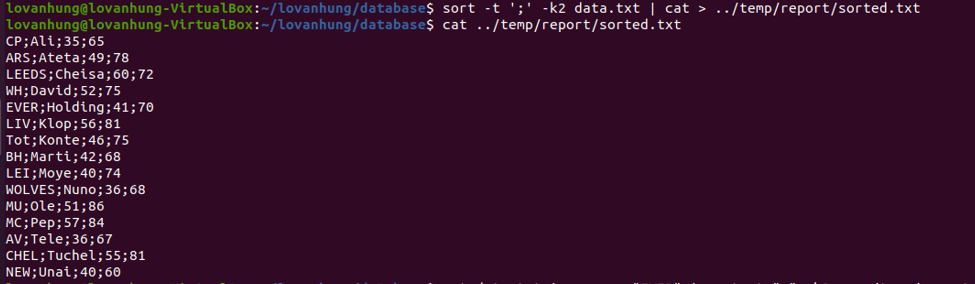 lovanhung@lovanhung-VirtualBox:~/lovanhung/database$ sort -t ';' -k2 data.txt | cat > ../temp/report/sorted.txt
lovanhung@lovanhung-VirtualBox:~/lovanhung/database$ cat ../temp/report/sorted.txt
CP;Ali;35;65
ARS;Ateta;49;78
LEEDS;Cheisa;60;72
WH;David;52;75
EVER;Holding;41;70
LIV;Klop;56;81
Tot;Konte;46;75
BH;Marti;42;68
LEI;Moye;40;74
WOLVES;Nuno;36;68
MU;Ole;51;86
MC;Pep;57;84
AV;Tele;36;67
CHEL;Tuchel;55;81
NEW;Unai;40;60